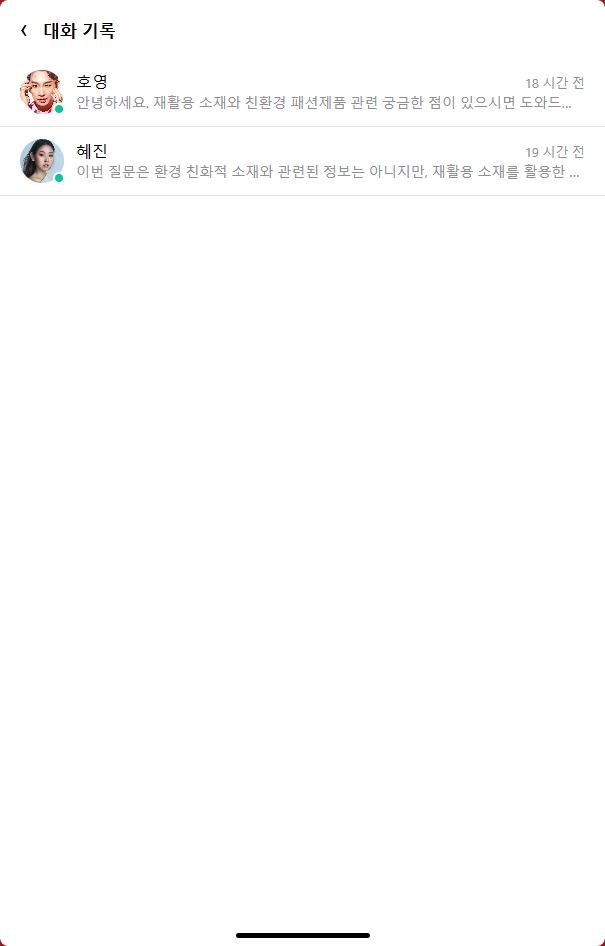 대화 기록
호영
18 시간 전
안녕하세요. 재활용 소재와 친환경 패션제품 관련 궁금한 점이 있으시면 도와드...
혜진
19 시간 전
이번 질문은 환경 친화적 소재와 관련된 정보는 아니지만, 재활용 소재를 활용한 ...